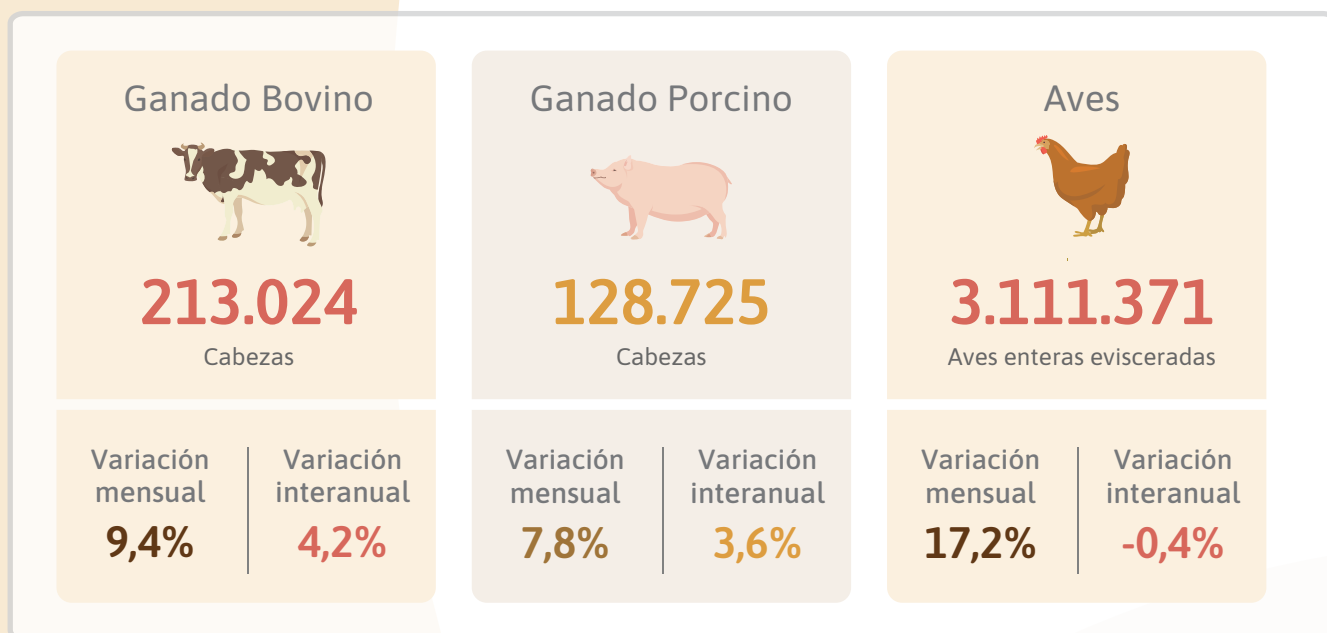 Ganado Bovino
213.024
Cabezas
Variación
mensual
9,4%
Variación
interanual
4,2%
Ganado Porcino
128.725
Cabezas
Variación
mensual
7,8%
Variación
interanual
3,6%
Aves
3.111.371
Aves enteras evisceradas
Variación
mensual
17,2%
Variación
interanual
-0,4%